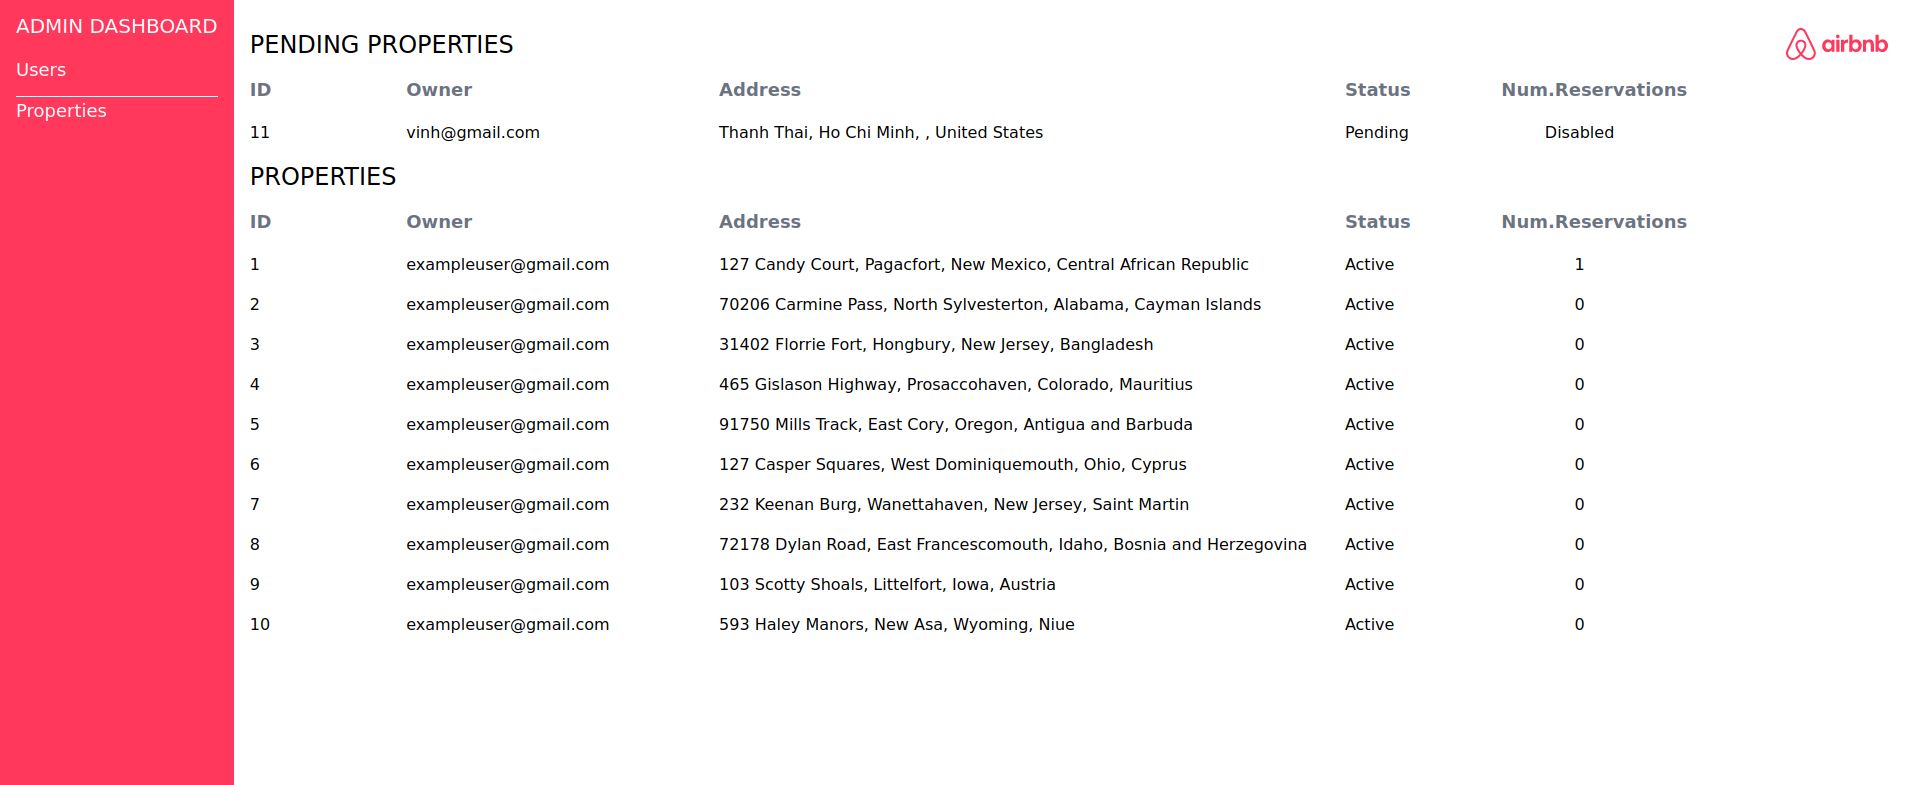 ADMIN DASHBOARD
Users
Properties
airbnb
PENDING PROPERTIES
ID Owner Address Status Num.Reservations
11 vinh@gmail.com Thanh Thai, Ho Chi Minh, , United States Pending Disabled
PROPERTIES
ID Owner Address Status Num.Reservations
1 exampleuser@gmail.com 127 Candy Court, Pagacfort, New Mexico, Central African Republic Active 1
2 exampleuser@gmail.com 70206 Carmine Pass, North Sylvesterton, Alabama, Cayman Islands Active 0
3 exampleuser@gmail.com 31402 Florrie Fort, Hongbury, New Jersey, Bangladesh Active 0
4 exampleuser@gmail.com 465 Gislason Highway, Prosaccohaven, Colorado, Mauritius Active 0
5 exampleuser@gmail.com 91750 Mills Track, East Cory, Oregon, Antigua and Barbuda Active 0
6 exampleuser@gmail.com 127 Casper Squares, West Dominiquemouth, Ohio, Cyprus Active 0
7 exampleuser@gmail.com 232 Keenan Burg, Wanettahaven, New Jersey, Saint Martin Active 0
8 exampleuser@gmail.com 72178 Dylan Road, East Francescomouth, Idaho, Bosnia and Herzegovina Active 0
9 exampleuser@gmail.com 103 Scotty Shoals, Littelfort, Iowa, Austria Active 0
10 exampleuser@gmail.com 593 Haley Manors, New Asa, Wyoming, Niue Active 0